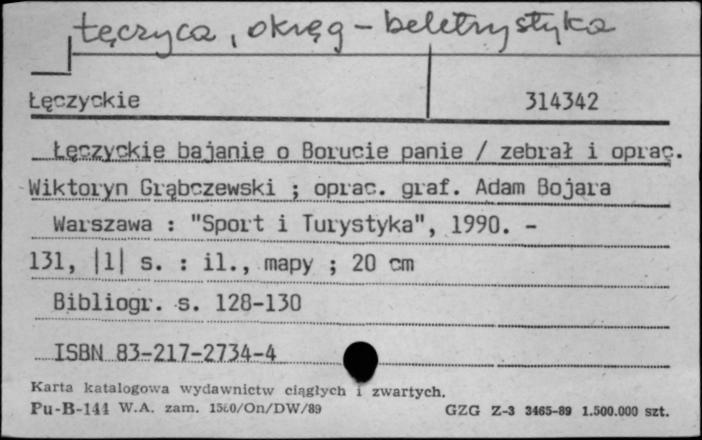 Łęczyca, okręg - beletrystyka
Łęczyckie 314342
Łęczyckie bajanie o Borucie panie / zebrał i oprac.
Wiktoryn Grąbczewski ; oprac. graf. Adam Bojara
Warszawa : "Sport i Turystyka", 1990. -
131, |1| s. : il., mapy ; 20 cm
Bibliogr. s. 128-130
ISBN 83-217-2734-4
Karta katalogowa wydawnictw ciągłych i zwartych.
Pu-B-144 W.A. zam. 1560/On/DW/89 GZG Z-3 3465-89 1.500.000 szt.